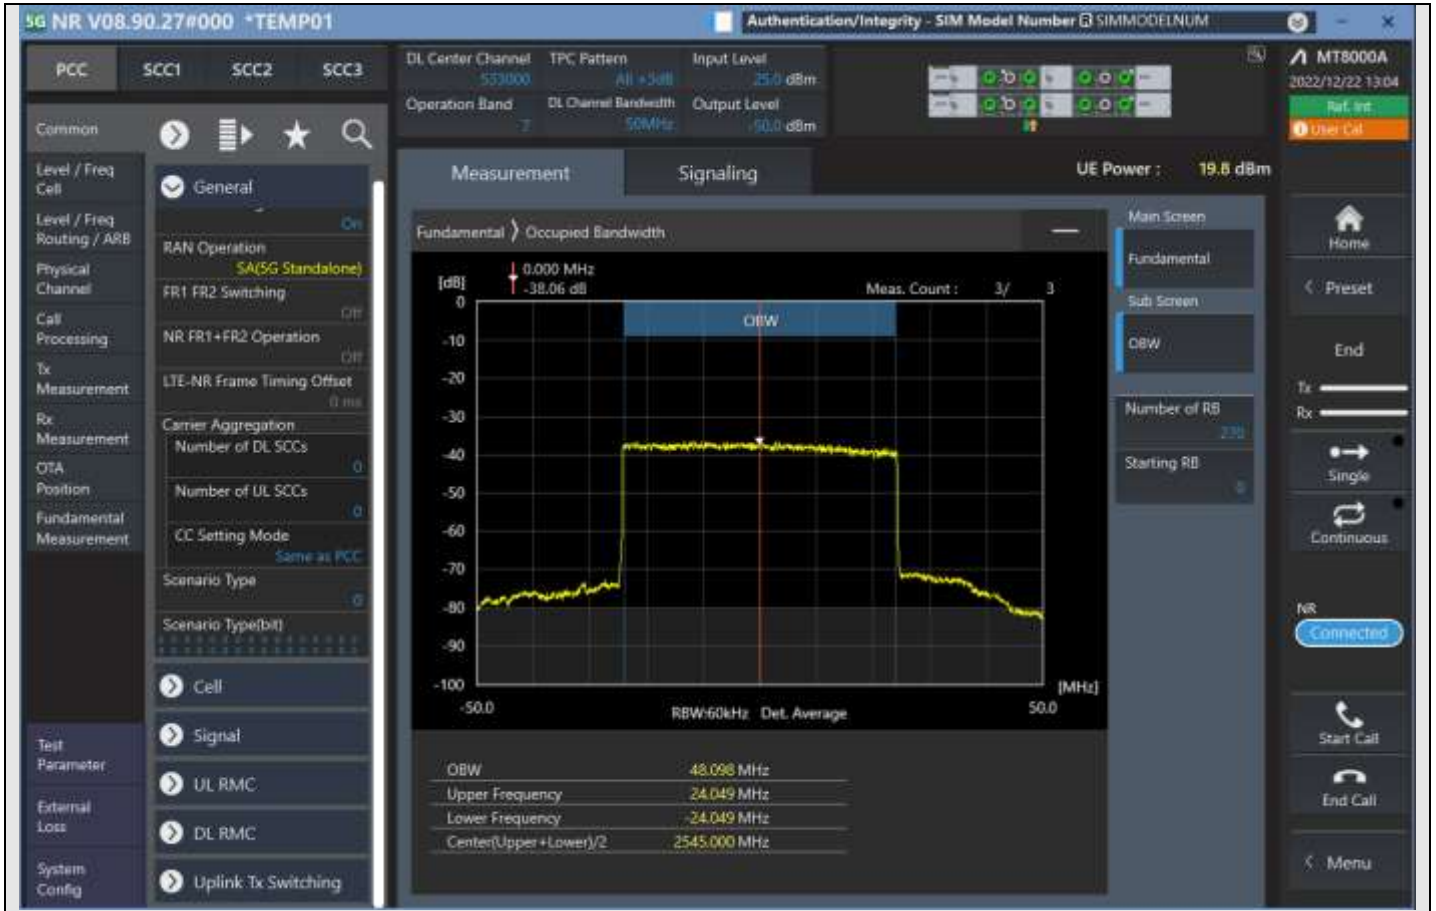 5G NR V08.90.27#000 *TEMP01
Authentication/Integrity - SIM Model Number SIMMODELNUM
PCC SCC1 SCC2 SCC3
DL Center Channel 533000
TPC Pattern All +3dB
Input Level 25.0 dBm
Operation Band 7
DL Channel Bandwidth 50MHz
Output Level -50.0 dBm
MT8000A
2022/12/22 13:04
Ref. Int
User Cal
Common
Level / Freq
Cell
Level / Freq
Routing / ARB
Physical
Channel
Call
Processing
Tx
Measurement
Rx
Measurement
OTA
Position
Fundamental
Measurement
Test
Parameter
External
Loss
System
Config
General
On
RAN Operation
SA(5G Standalone)
FR1 FR2 Switching
Off
NR FR1+FR2 Operation
Off
LTE-NR Frame Timing Offset
0 ms
Carrier Aggregation
Number of DL SCCs
0
Number of UL SCCs
0
CC Setting Mode
Same as PCC
Scenario Type
0
Scenario Type(bit)
Cell
Signal
UL RMC
DL RMC
Uplink Tx Switching
Measurement Signaling
UE Power : 19.8 dBm
Fundamental Occupied Bandwidth
[dB]
0.000 MHz
-38.06 dB
Meas. Count : 3/ 3
OBW
0
-10
-20
-30
-40
-50
-60
-70
-80
-90
-100
[MHz]
-50.0
RBW:60kHz Det. Average
50.0
OBW 48.098 MHz
Upper Frequency 24.049 MHz
Lower Frequency -24.049 MHz
Center(Upper+Lower)/2 2545.000 MHz
Main Screen
Fundamental
Sub Screen
OBW
Number of RB
Starting RB
0
Home
Preset
End
Tx
Rx
Single
Continuous
NR
Connected
Start Call
End Call
Menu